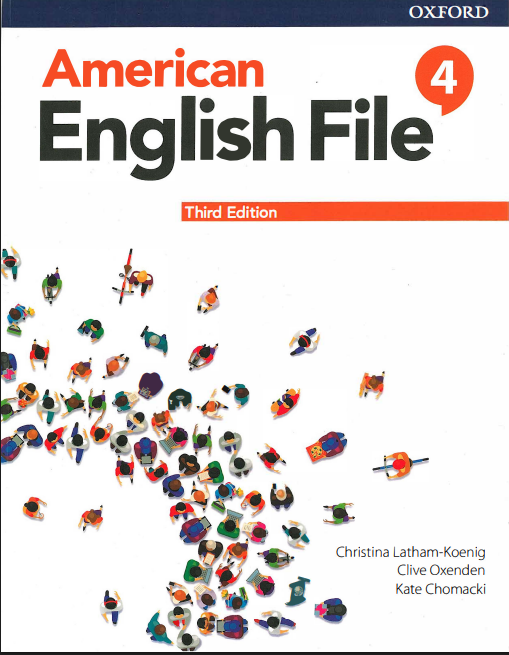 OXFORD
American
4
English File
Third Edition
Christina Latham-Koenig
Clive Oxenden
Kate Chomacki